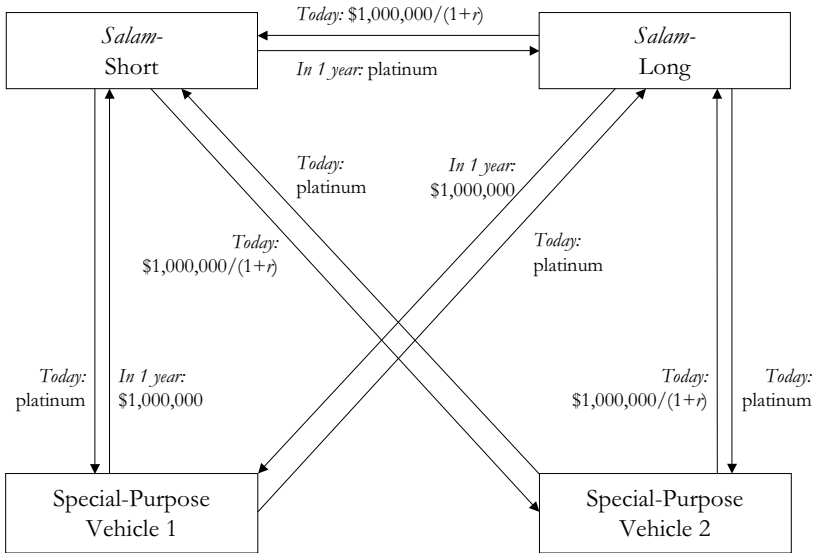 Today: $1,000,000/(1+r)
Salam-
Short
Salam-
Long
In 1 year: platinum
Today:
platinum
In 1 year:
$1,000,000
Today:
$1,000,000/(1+r)
Today:
platinum
Today:
platinum
In 1 year:
$1,000,000
Today:
$1,000,000/(1+r)
Today:
platinum
Special-Purpose
Vehicle 1
Special-Purpose
Vehicle 2